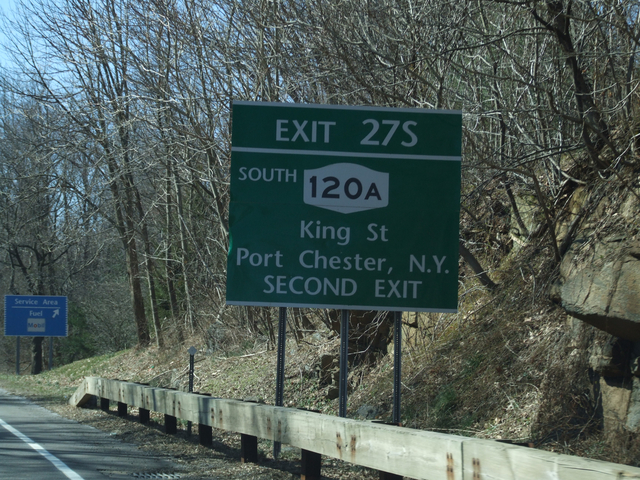 EXIT 27S
SOUTH 120A
King St
Port Chester, N.Y.
SECOND EXIT
Service Area
Fuel